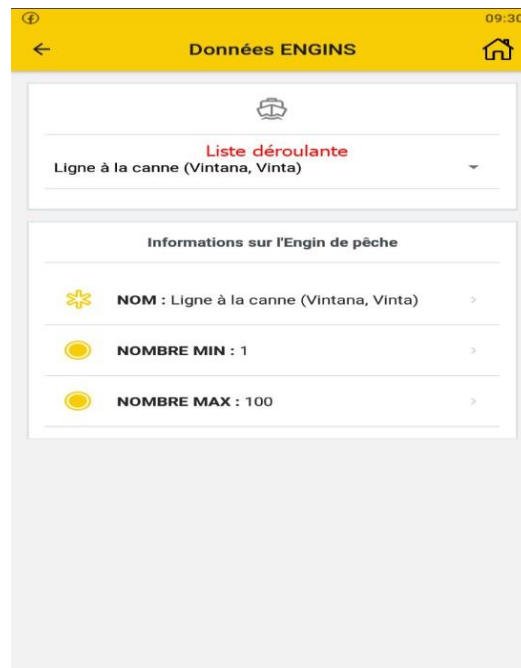 09:30
Données ENGINS
Liste déroulante
Ligne à la canne (Vintana, Vinta)
Informations sur l'Engin de pêche
NOM : Ligne à la canne (Vintana, Vinta)
NOMBRE MIN : 1
NOMBRE MAX : 100